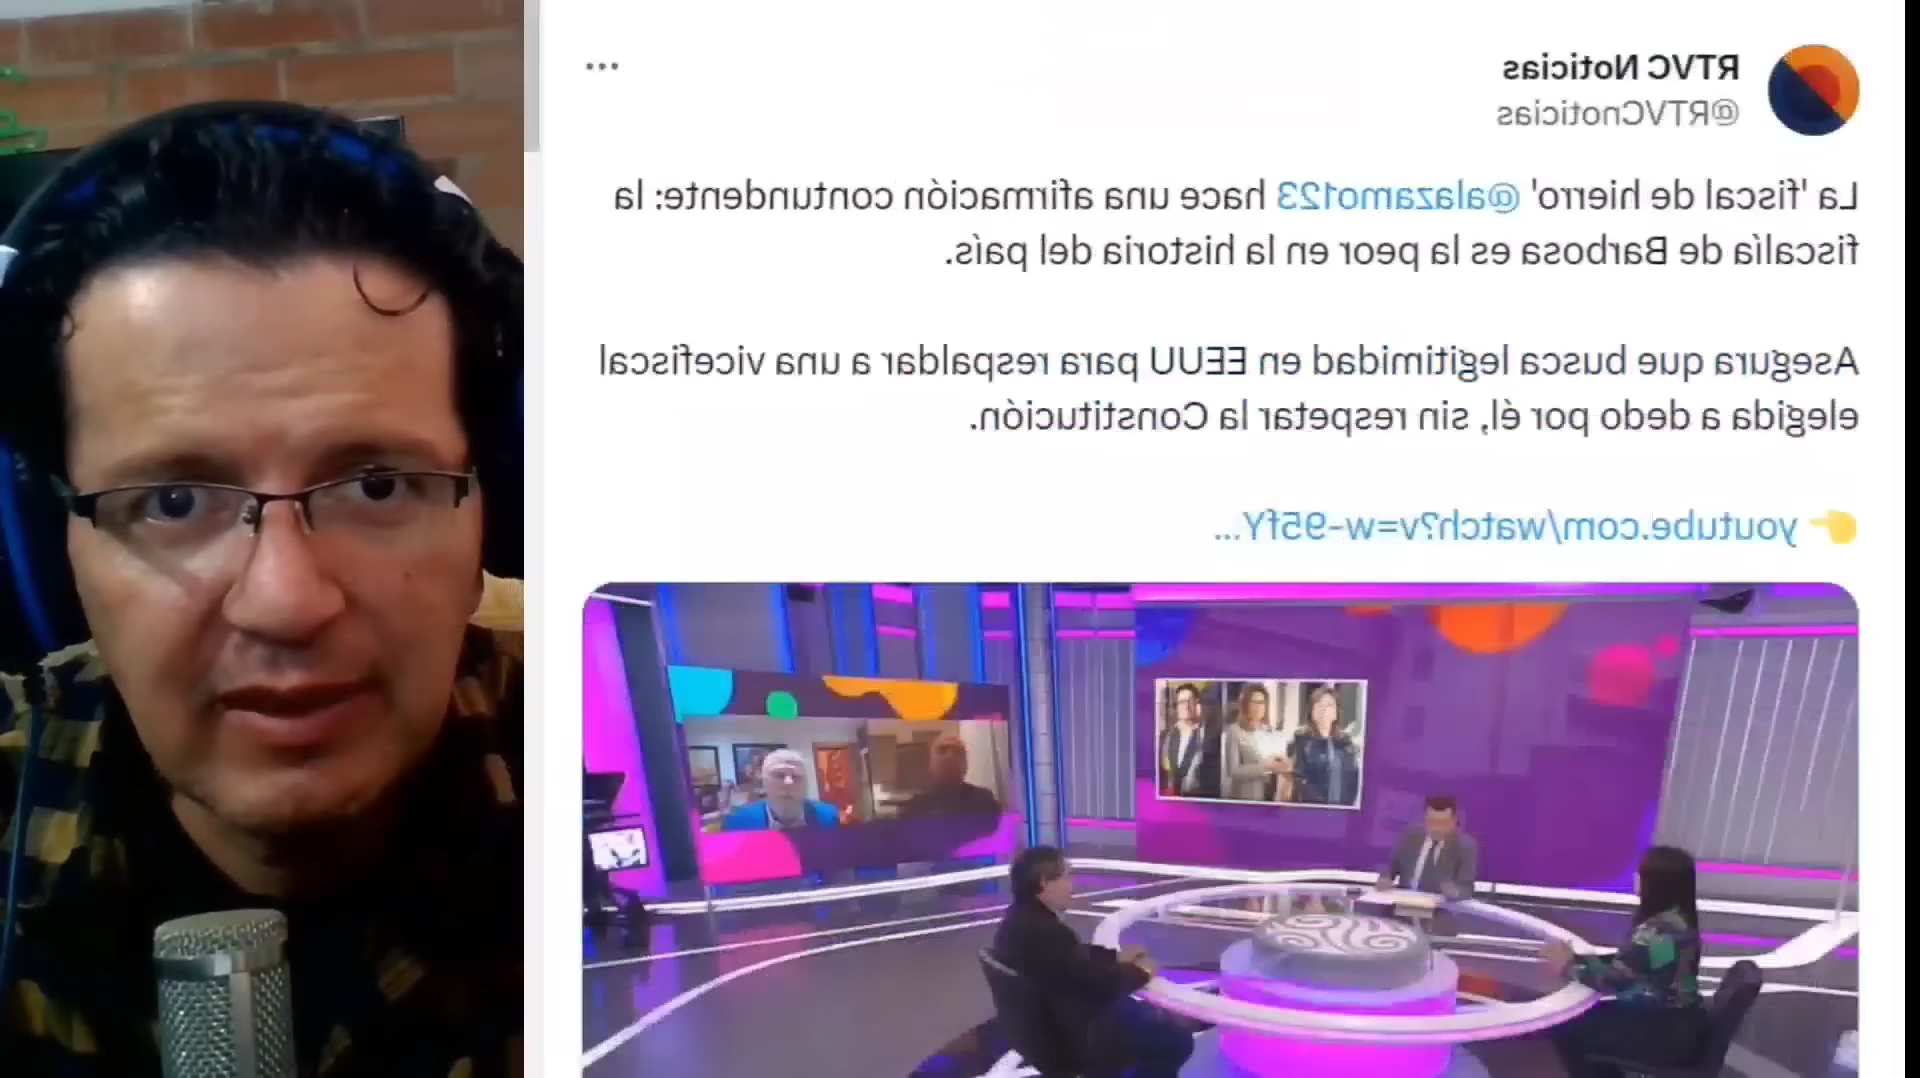 RTVC Noticias
@RTVCnoticias
La 'fiscal de hierro' @alazamo123 hace una afirmación contundente: la
fiscalía de Barbosa es la peor en la historia del país.
Asegura que busca legitimidad en EEUU para respaldar a una vicefiscal
elegida a dedo por él, sin respetar la Constitución.
youtube.com/watch?v=w-95fY...